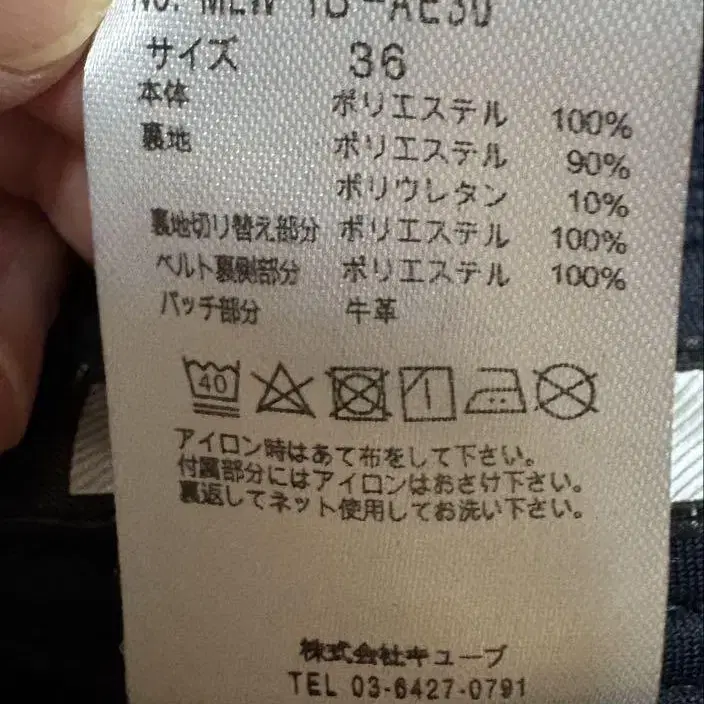 No. MEW-1B-AE30
サイズ 36
本体 ポリエステル 100%
裏地 ポリエステル 90%
ポリウレタン 10%
裏地切り替え部分 ポリエステル 100%
ベルト裏側部分 ポリエステル 100%
パッチ部分 牛革
40
アイロン時はあて布をして下さい。
付属部分にはアイロンはおさけ下さい。
裏返してネット使用してお洗い下さい。
株式会社キューブ
TEL 03-6427-0791